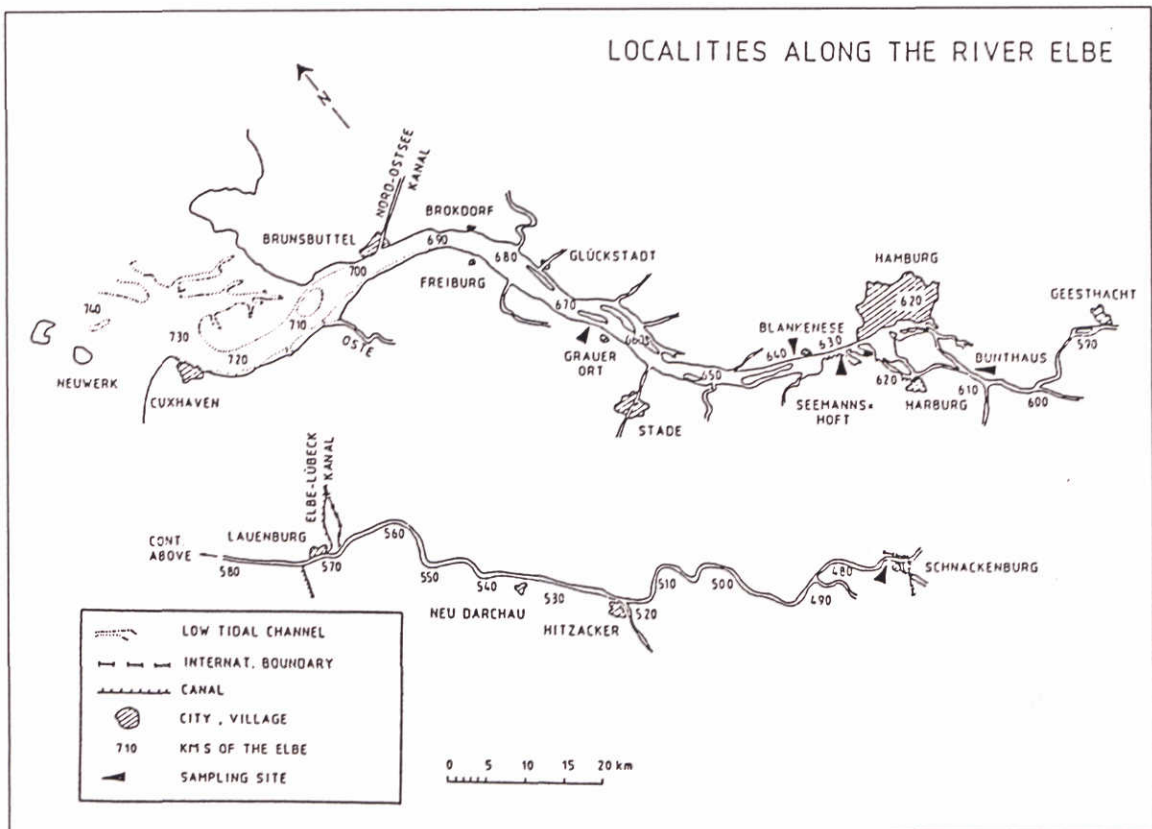 LOCALITIES ALONG THE RIVER ELBE
N
NORD-OSTSEE
KANAL
BRUNSBUTTEL
BROKDORF
GLÜCKSTADT
HAMBURG
GEESTHACHT
FREIBURG
GRAUER
ORT
BLANKENESE
BUNTHAUS
NEUWERK
CUXHAVEN
OSTE
STADE
SEEMANNS=
HOFT
HARBURG
740
730
720
710
700
690
680
670
650
640
630
620
620
610
600
590
ELBE-LÜBECK
KANAL
CONT.
ABOVE
LAUENBURG
580
570
560
550
540
530
520
510
500
490
480
NEU DARCHAU
HITZACKER
SCHNACKENBURG
LOW TIDAL CHANNEL
INTERNAT. BOUNDARY
CANAL
CITY, VILLAGE
710 KMS OF THE ELBE
SAMPLING SITE
0 5 10 20 km